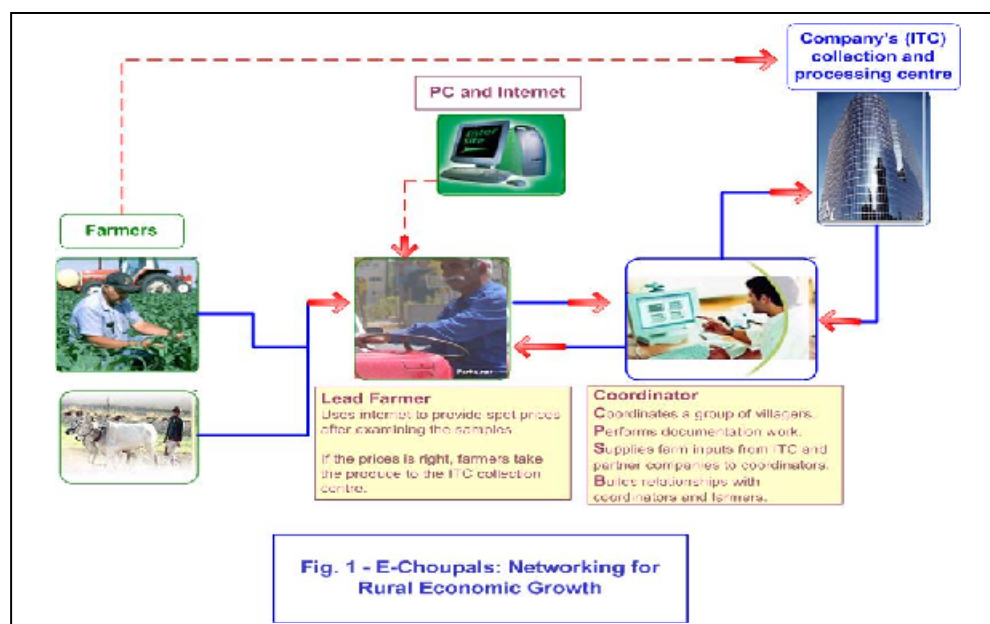 Company's (ITC)
collection and
processing centre
PC and Internet
Enter
site
Farmers
Lead Farmer
Uses internet to provide spot prices
after examining the samples
If the prices is right, farmers take
the produce to the ITC collection
centre.
Coordinator
Coordinates a group of villagers.
Performs documentation work.
Supplies farm inputs from ITC and
partner companies to coordinators.
Builds relationships with
coordinators and farmers.
Fig. 1 - E-Choupals: Networking for
Rural Economic Growth